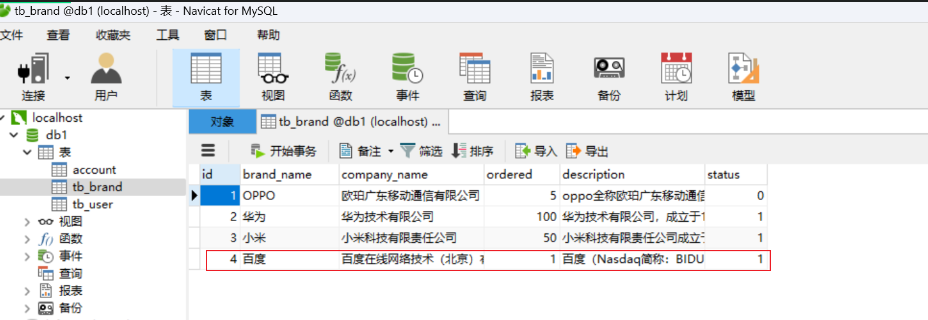 tb_brand @db1 (localhost) - 表 - Navicat for MySQL
文件 查看 收藏夹 工具 窗口 帮助
连接 用户 表 视图 函数 事件 查询 报表 备份 计划 模型
localhost
db1
表
account
tb_brand
tb_user
视图
f() 函数
事件
查询
报表
备份
对象 tb_brand @db1 (localhost) ...
开始事务 备注 筛选 排序 导入 导出
id brand_name company_name ordered description status
1 OPPO 欧珀广东移动通信有限公司 5 oppo全称欧珀广东移动通信 0
2 华为 华为技术有限公司 100 华为技术有限公司，成立于1 1
3 小米 小米科技有限责任公司 50 小米科技有限责任公司成立于 1
4 百度 百度在线网络技术（北京） 1 百度（Nasdaq简称：BIDU 1